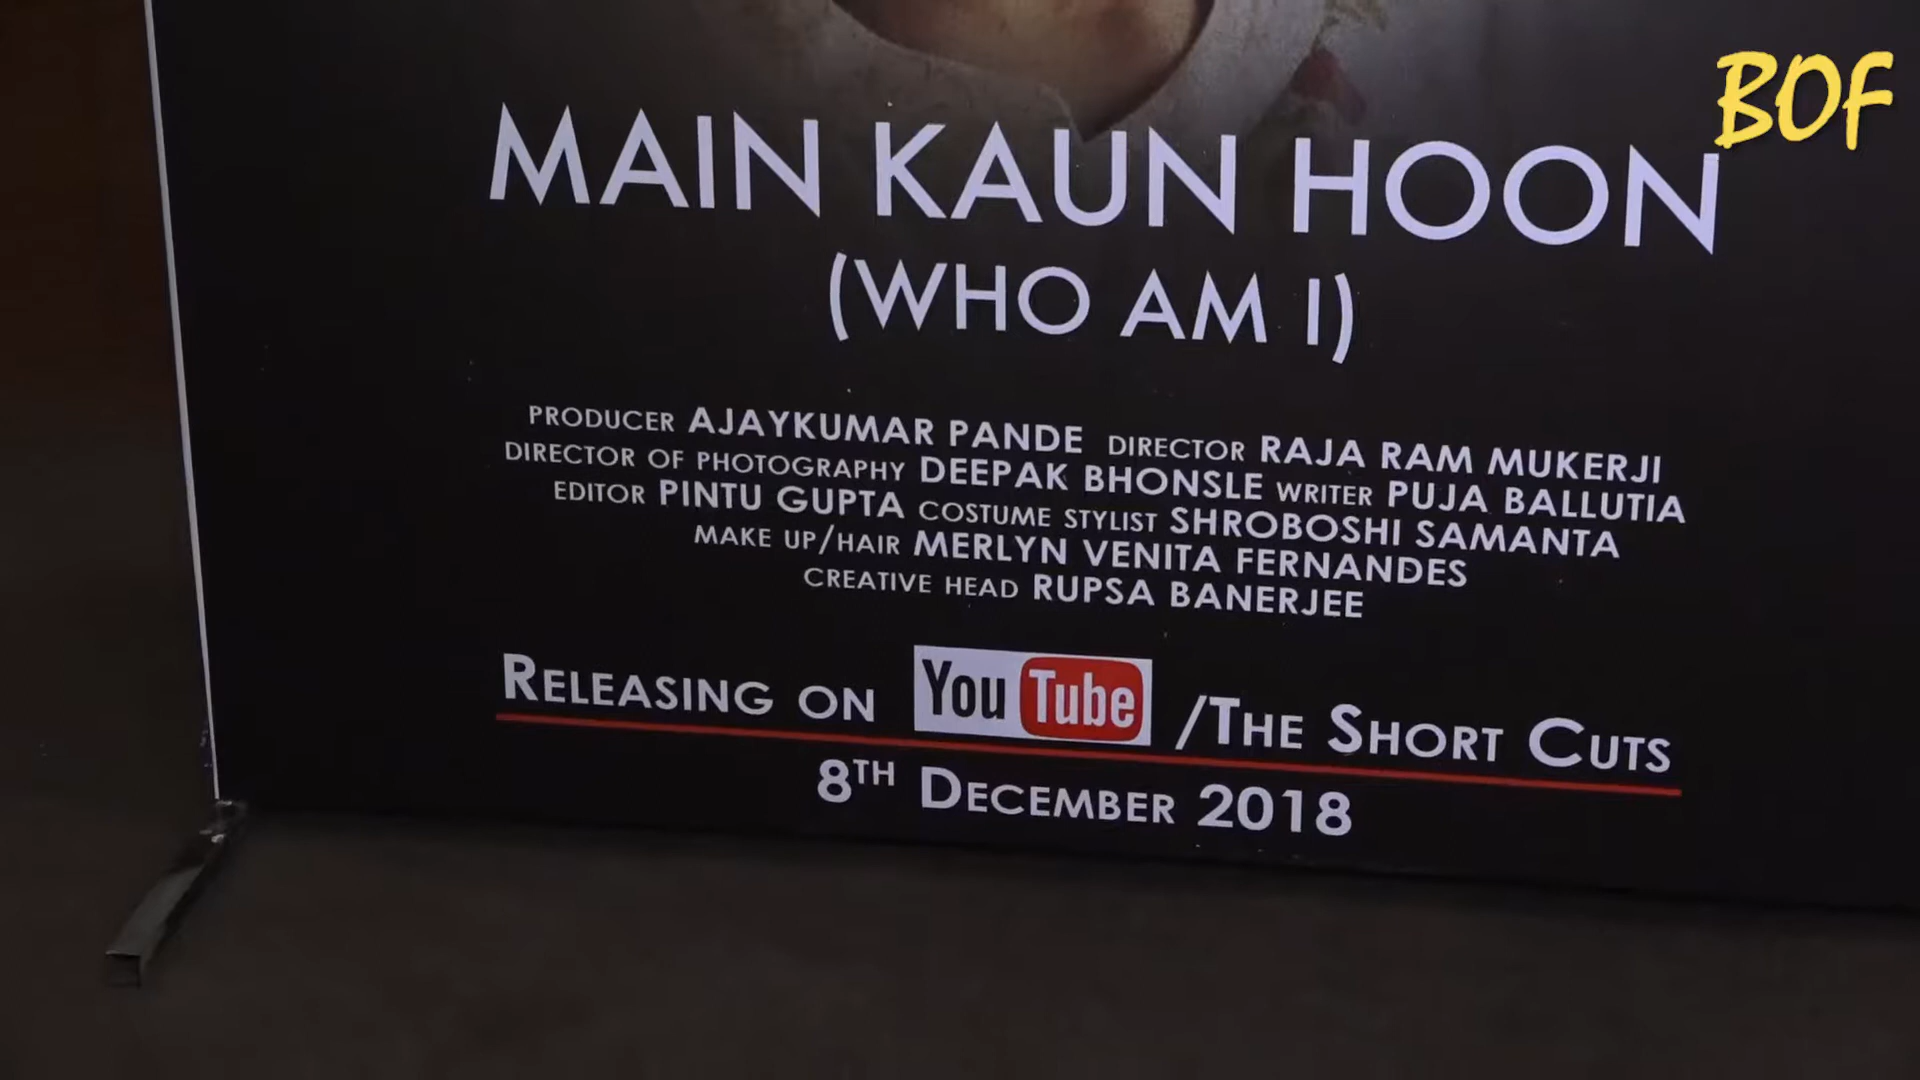 BOF
MAIN KAUN HOON
(WHO AM I)
PRODUCER AJAYKUMAR PANDE DIRECTOR RAJA RAM MUKERJI
DIRECTOR OF PHOTOGRAPHY DEEPAK BHONSLE WRITER PUJA BALLUTIA
EDITOR PINTU GUPTA COSTUME STYLIST SHROBOSHI SAMANTA
MAKE UP/HAIR MERLYN VENITA FERNANDES
CREATIVE HEAD RUPSA BANERJEE
RELEASING ON YouTube /THE SHORT CUTS
8TH DECEMBER 2018